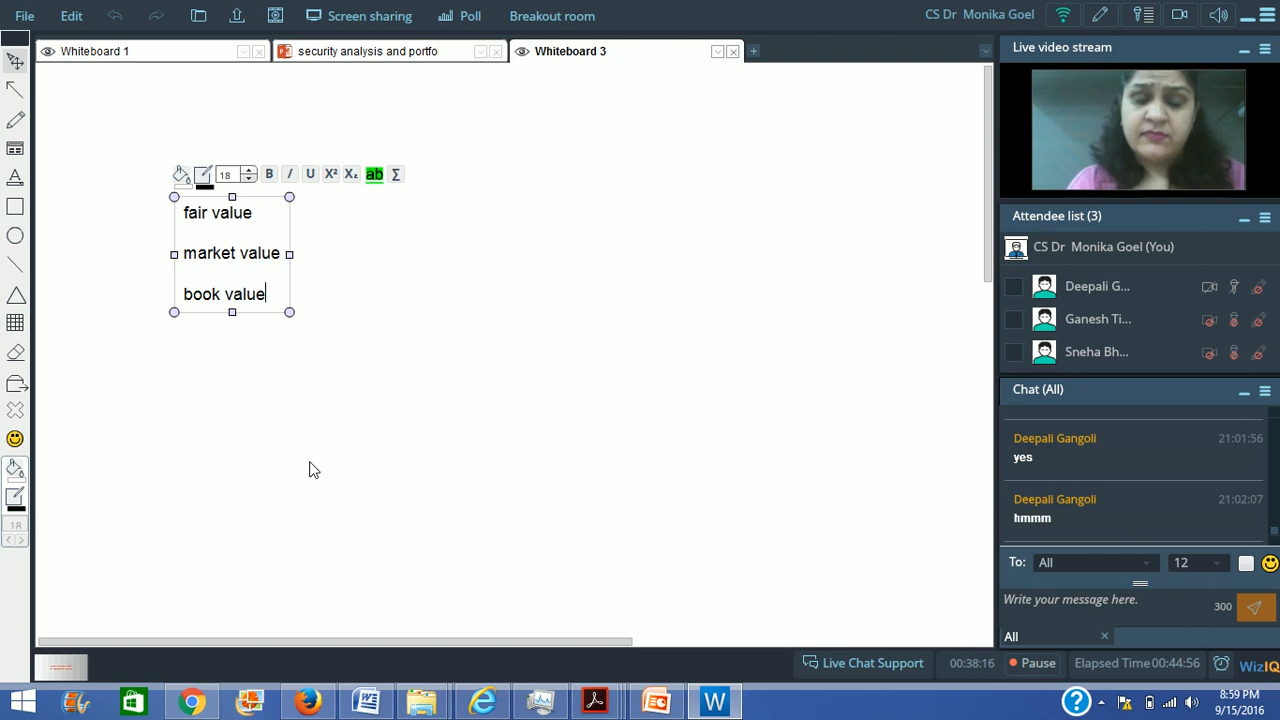 File Edit Screen sharing Poll Breakout room CS Dr Monika Goel
Whiteboard 1 security analysis and portfo Whiteboard 3
Live video stream
18 B / U X² X₂ ab Σ
fair value
market value
book value
Attendee list (3)
CS Dr Monika Goel (You)
Deepali G...
Ganesh Ti...
Sneha Bh...
Chat (All)
Deepali Gangoli 21:01:56
yes
Deepali Gangoli 21:02:07
hmmm
18
To: All 12
Write your message here. 300
All
Live Chat Support 00:38:16 Pause Elapsed Time 00:44:56 WizIQ
8:59 PM
9/15/2016